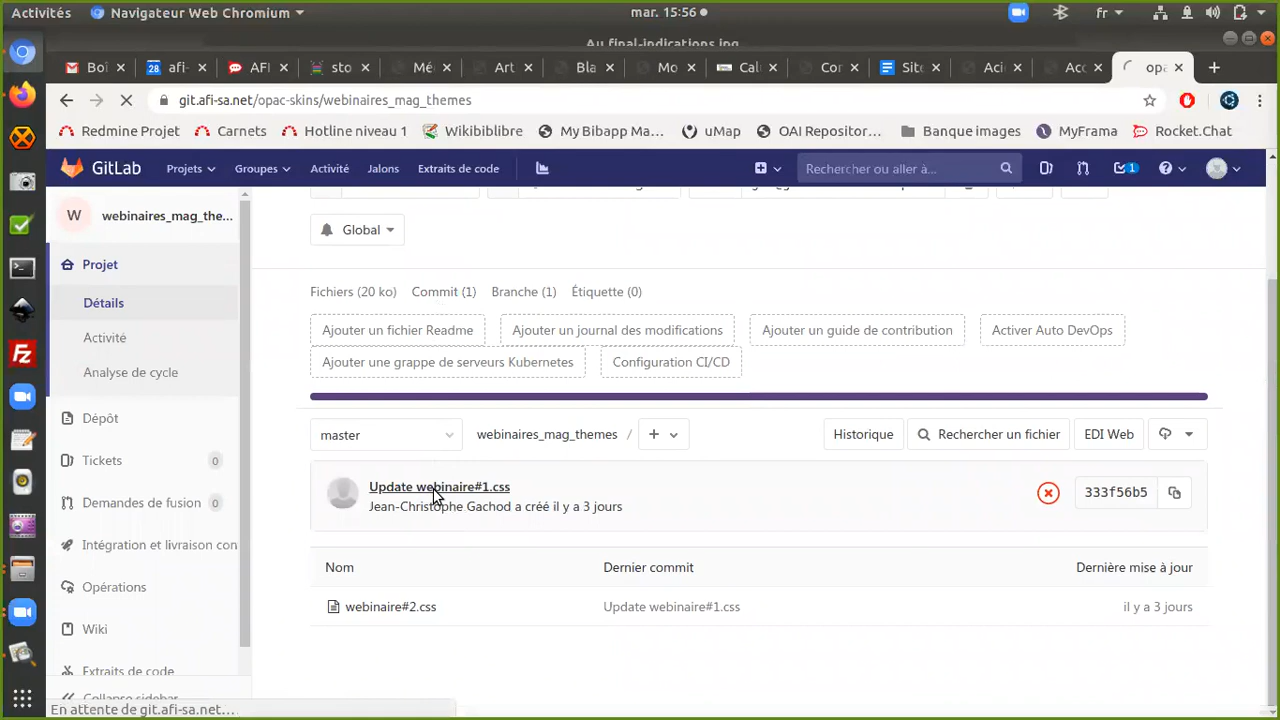 Activités Navigateur Web Chromium mar. 15:56 fr
Au final-indications.jpg
Boî afi- AFI sto Mé Art Bla Mo Cal Cor Site Aci Acc opa
git.afi-sa.net/opac-skins/webinaires_mag_themes
Redmine Projet Carnets Hotline niveau 1 Wikibiblibre My Bibapp Ma… uMap OAI Repositor… Banque images MyFrama Rocket.Chat
GitLab Projets Groupes Activité Jalons Extraits de code Rechercher ou aller à… 1
W webinaires_mag_the…
Global
Projet
Fichiers (20 ko) Commit (1) Branche (1) Étiquette (0)
Détails
Ajouter un fichier Readme Ajouter un journal des modifications Ajouter un guide de contribution Activer Auto DevOps
Activité
Ajouter une grappe de serveurs Kubernetes Configuration CI/CD
Analyse de cycle
Dépôt
master webinaires_mag_themes / + Historique Rechercher un fichier EDI Web
Tickets 0
Update webinaire#1.css 333f56b5
Demandes de fusion 0
Jean-Christophe Gachod a créé il y a 3 jours
Intégration et livraison con
Nom Dernier commit Dernière mise à jour
Opérations
webinaire#2.css Update webinaire#1.css il y a 3 jours
Wiki
Extraits de code
Collapse sidebar
En attente de git.afi-sa.net…